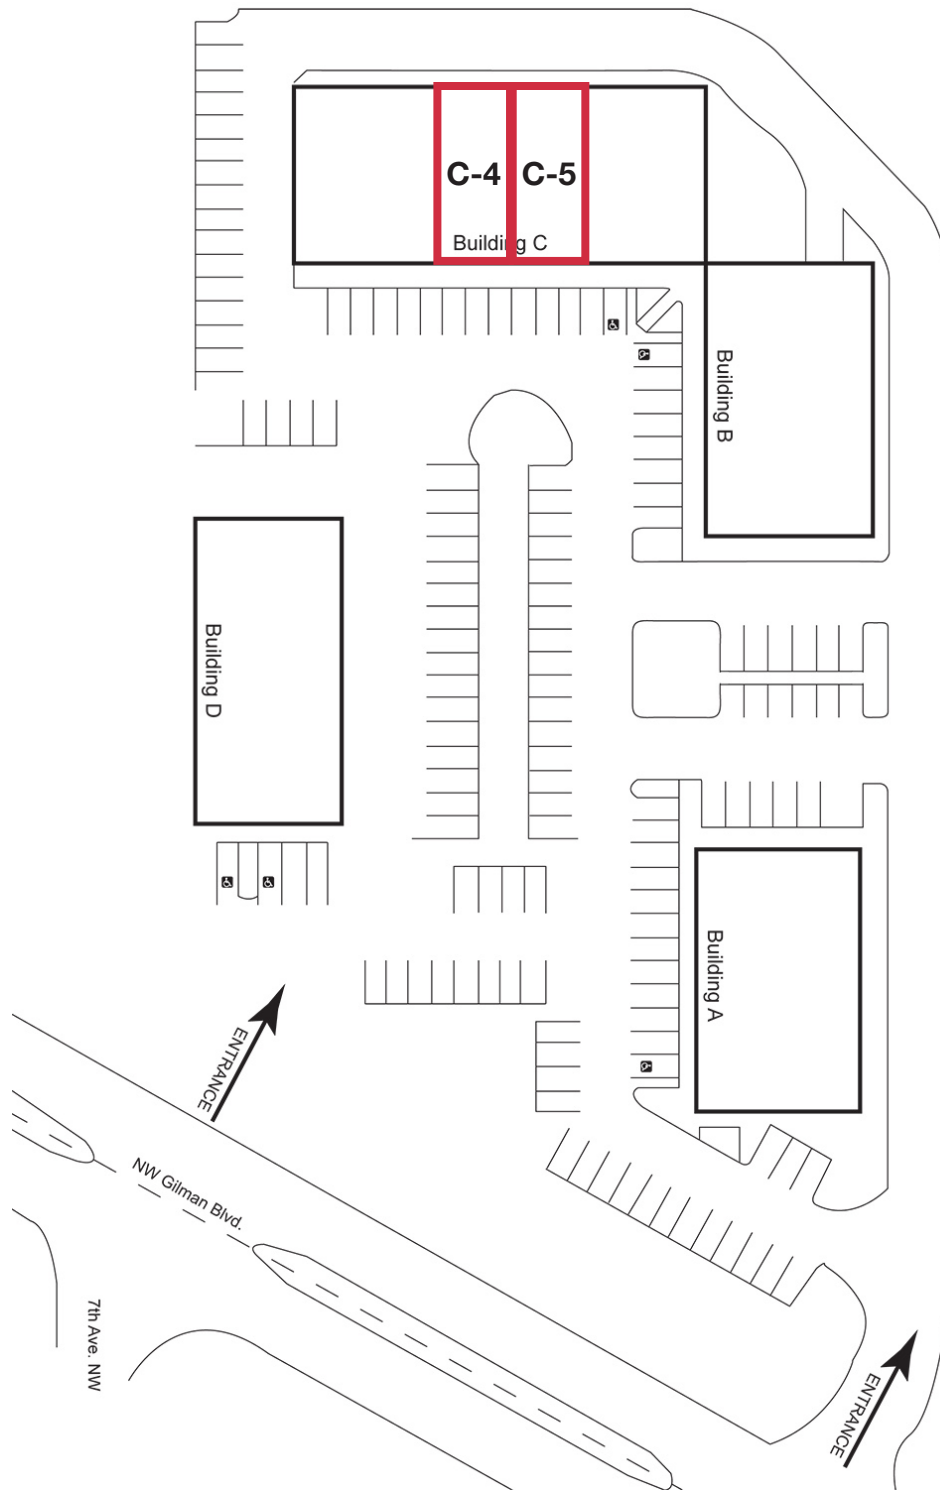 C-4
C-5
Building C
Building B
Building D
Building A
ENTRANCE
NW Gilman Blvd.
7th Ave. NW
ENTRANCE